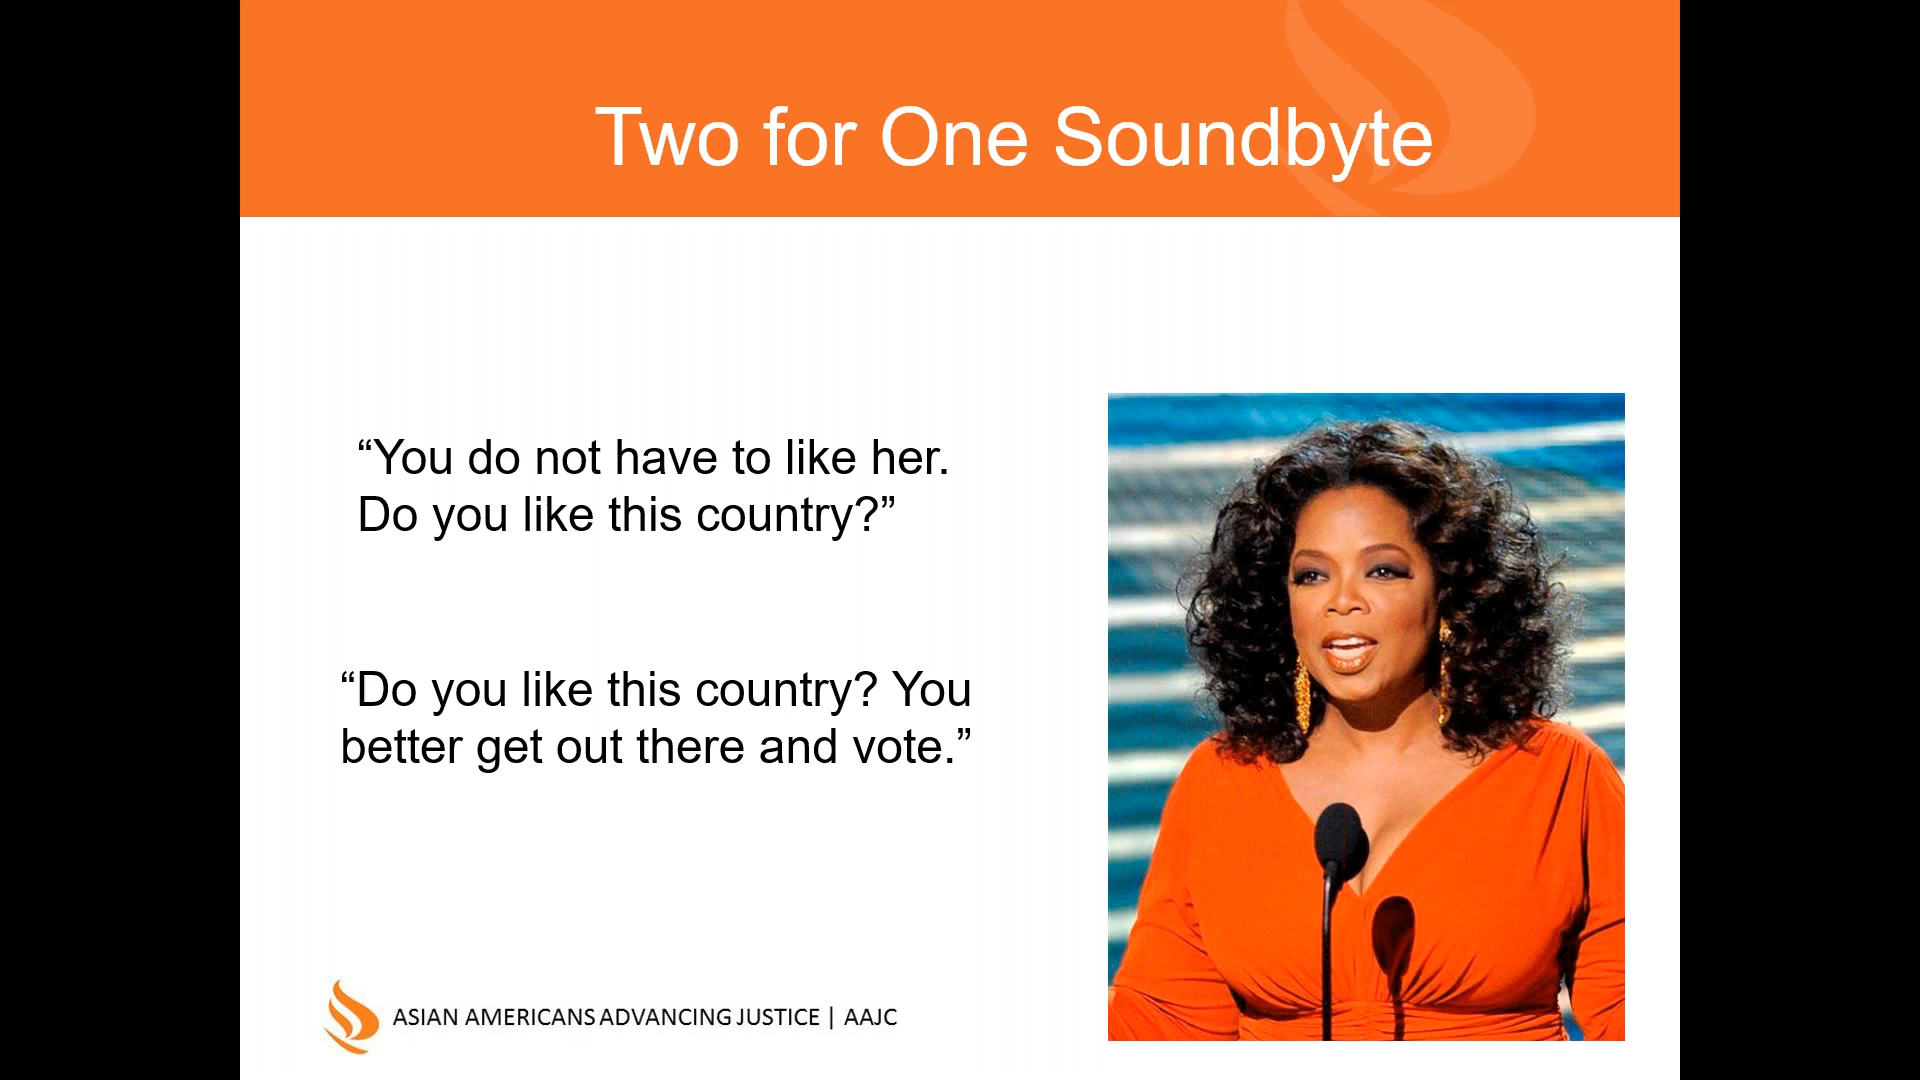 Two for One Soundbyte
“You do not have to like her.
Do you like this country?”
“Do you like this country? You
better get out there and vote.”
ASIAN AMERICANS ADVANCING JUSTICE | AAJC